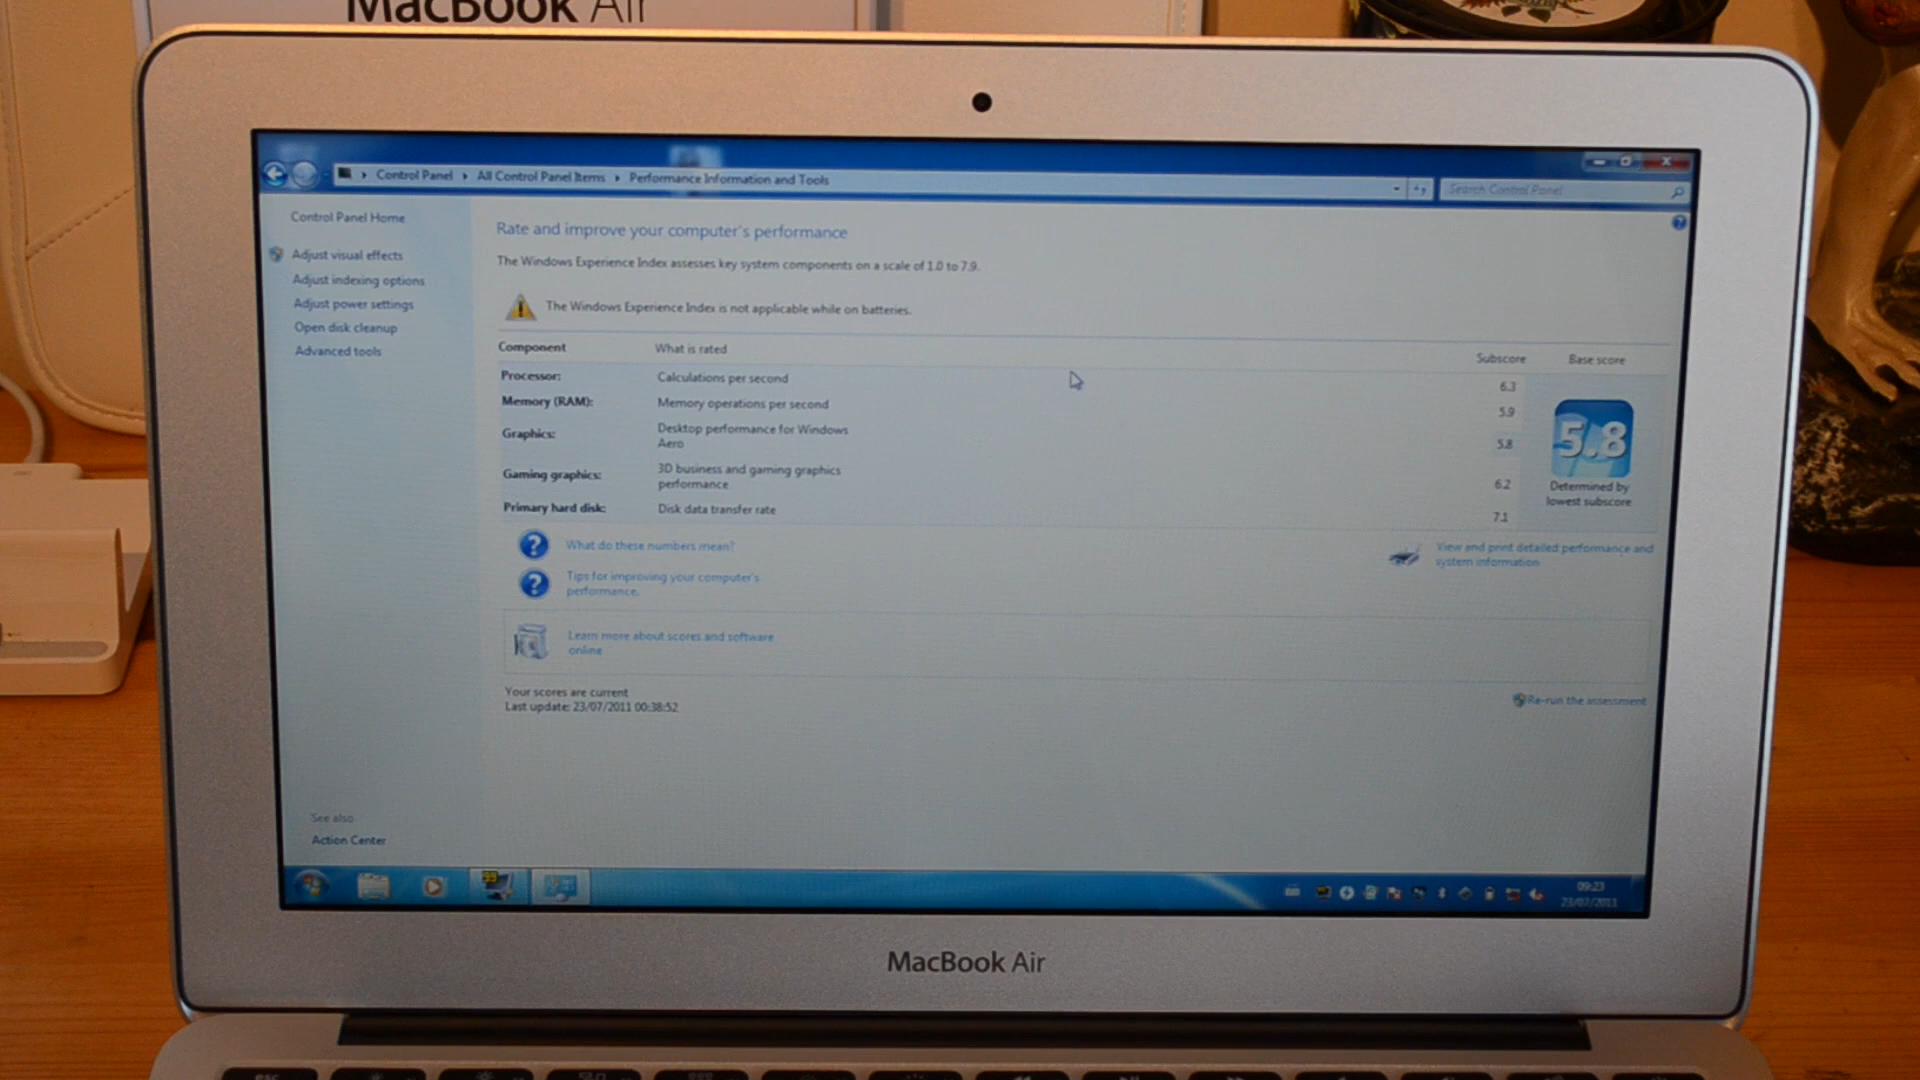 MacBook Air
Control Panel All Control Panel Items Performance Information and Tools
Search Control Panel
Control Panel Home
Adjust visual effects
Adjust indexing options
Adjust power settings
Open disk cleanup
Advanced tools
Rate and improve your computer's performance
The Windows Experience Index assesses key system components on a scale of 1.0 to 7.9.
The Windows Experience Index is not applicable while on batteries.
Component What is rated Subscore Base score
Processor: Calculations per second 6.3
Memory (RAM): Memory operations per second 5.9
Graphics: Desktop performance for Windows
Aero 5.8
Gaming graphics: 3D business and gaming graphics
performance 6.2
Primary hard disk: Disk data transfer rate 7.1
5.8
Determined by
lowest subscore
What do these numbers mean?
Tips for improving your computer's
performance.
View and print detailed performance and
system information
Learn more about scores and software
online
Your scores are current
Last update: 23/07/2011 00:38:52
Re-run the assessment
See also
Action Center
09:23
23/07/2011
MacBook Air
esc